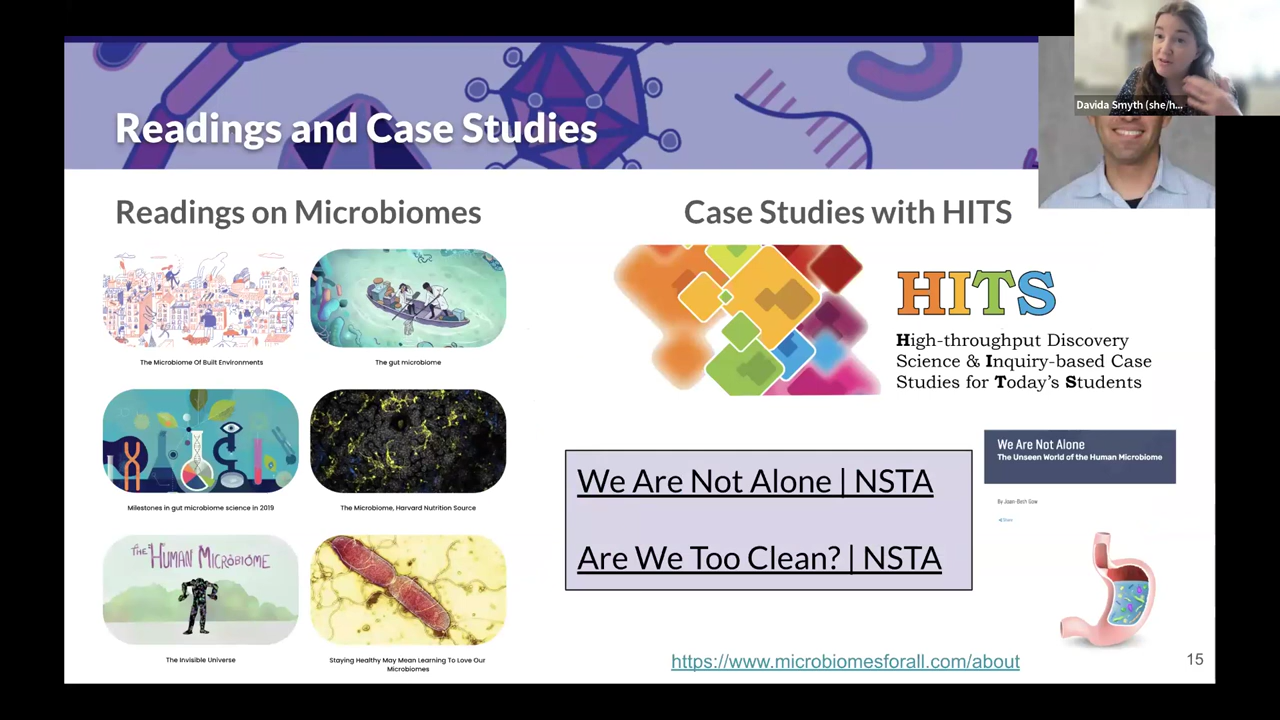 Davida Smyth (she/h...
Readings and Case Studies
Readings on Microbiomes
The Microbiome Of Built Environments
The gut microbiome
Milestones in gut microbiome science in 2019
The Microbiome, Harvard Nutrition Source
THE HUMAN MICROBIOME
The Invisible Universe
Staying Healthy May Mean Learning To Love Our
Microbiomes
Case Studies with HITS
HITS
High-throughput Discovery
Science & Inquiry-based Case
Studies for Today's Students
We Are Not Alone | NSTA
Are We Too Clean? | NSTA
We Are Not Alone
The Unseen World of the Human Microbiome
By Joan-Beth Gow
Share
https://www.microbiomesforall.com/about
15